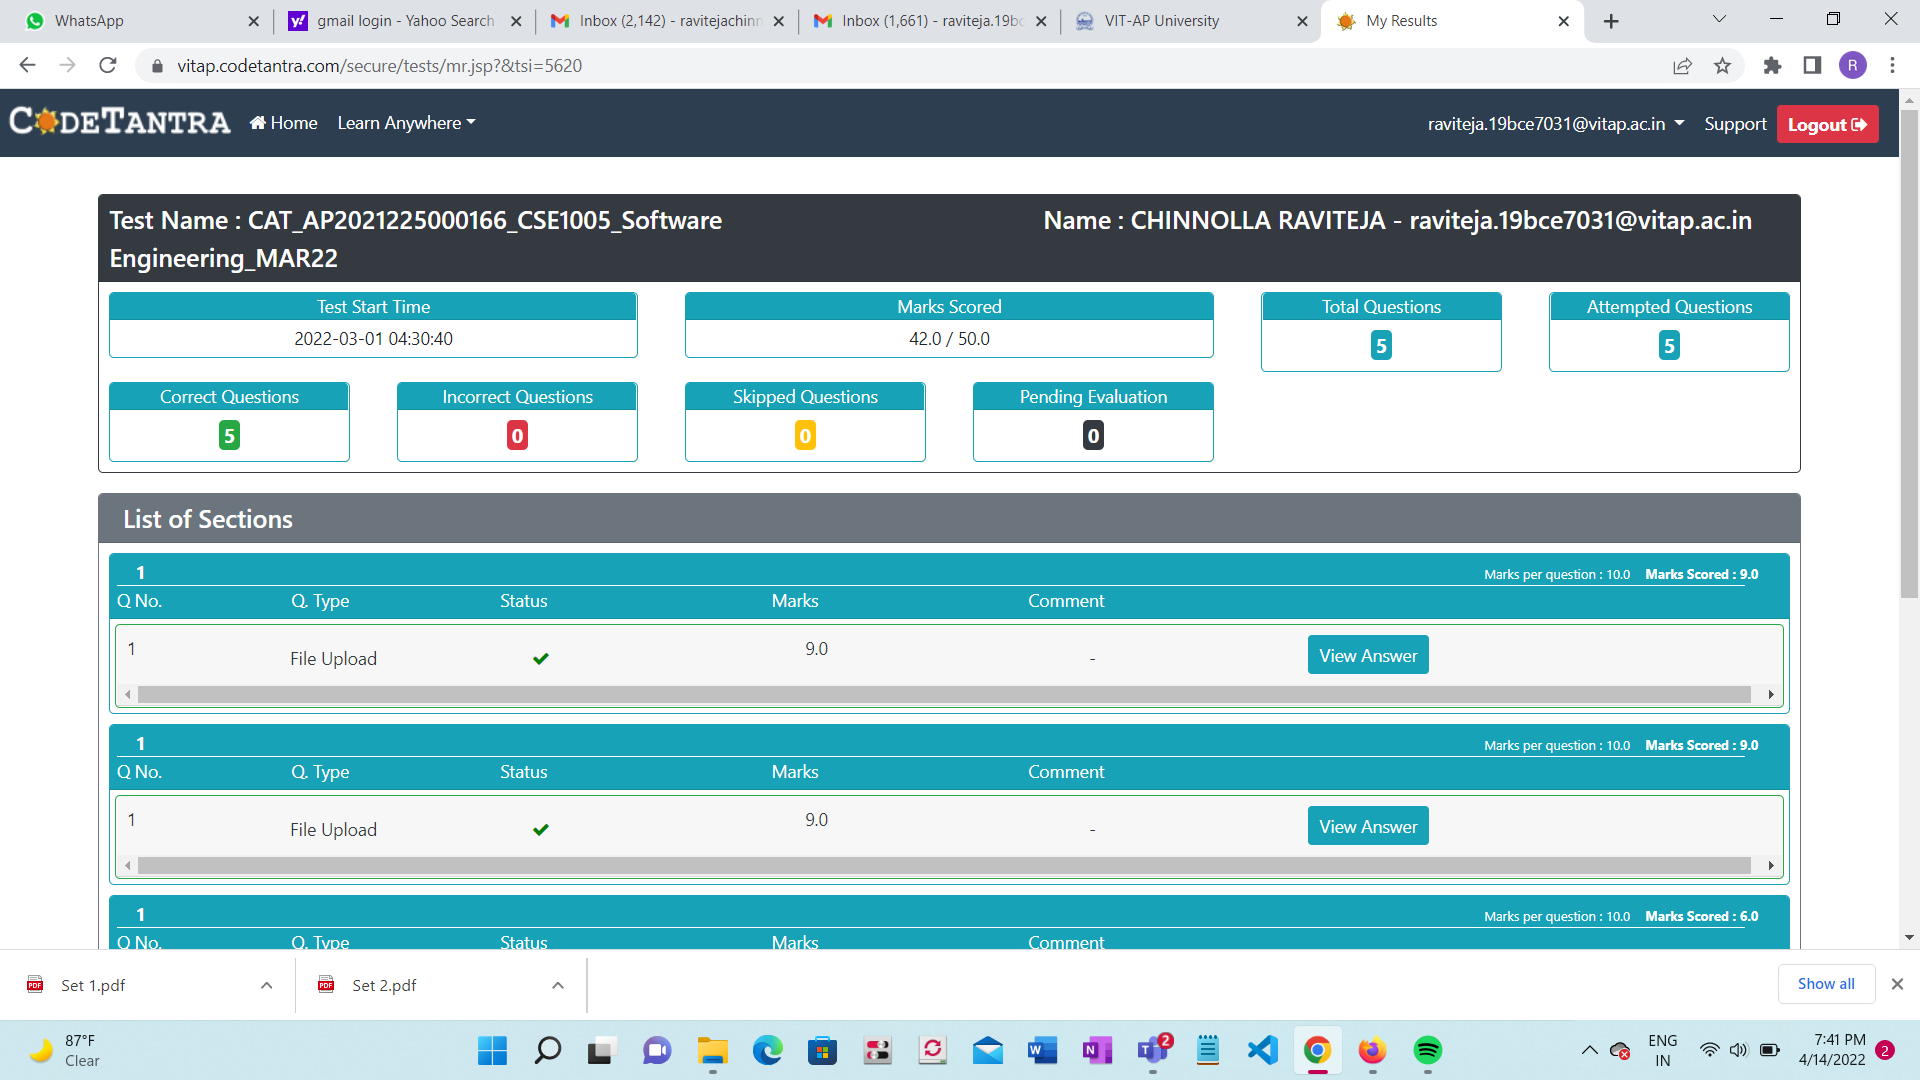 WhatsApp
gmail login - Yahoo Search
Inbox (2,142) - ravitejachinn
Inbox (1,661) - raviteja.19bc
VIT-AP University
My Results
vitap.codetantra.com/secure/tests/mr.jsp?&tsi=5620
R
CODETANTRA
Home
Learn Anywhere
raviteja.19bce7031@vitap.ac.in
Support
Logout
Test Name : CAT_AP2021225000166_CSE1005_Software
Engineering_MAR22
Name : CHINNOLLA RAVITEJA - raviteja.19bce7031@vitap.ac.in
Test Start Time
2022-03-01 04:30:40
Marks Scored
42.0 / 50.0
Total Questions
5
Attempted Questions
5
Correct Questions
5
Incorrect Questions
0
Skipped Questions
0
Pending Evaluation
0
List of Sections
1
Marks per question : 10.0 Marks Scored : 9.0
Q No. Q. Type Status Marks Comment
1 File Upload 9.0 - View Answer
1
Marks per question : 10.0 Marks Scored : 9.0
Q No. Q. Type Status Marks Comment
1 File Upload 9.0 - View Answer
1
Marks per question : 10.0 Marks Scored : 6.0
Q No. Q. Type Status Marks Comment
PDF Set 1.pdf
PDF Set 2.pdf
Show all
87°F
Clear
W
N
T
2
ENG
IN
7:41 PM
4/14/2022
2